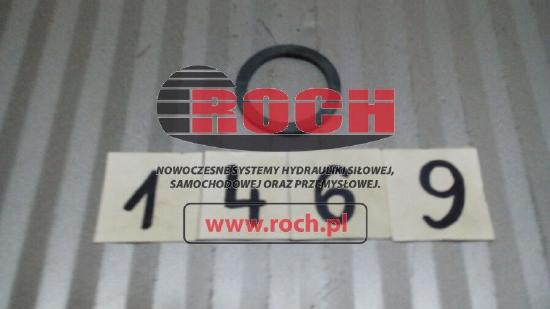 ROCH
NOWOCZESNE SYSTEMY HYDRAULIKI SIŁOWEJ,
SAMOCHODOWEJ ORAZ PRZEMYSŁOWEJ.
1 4 6 9
www.roch.pl